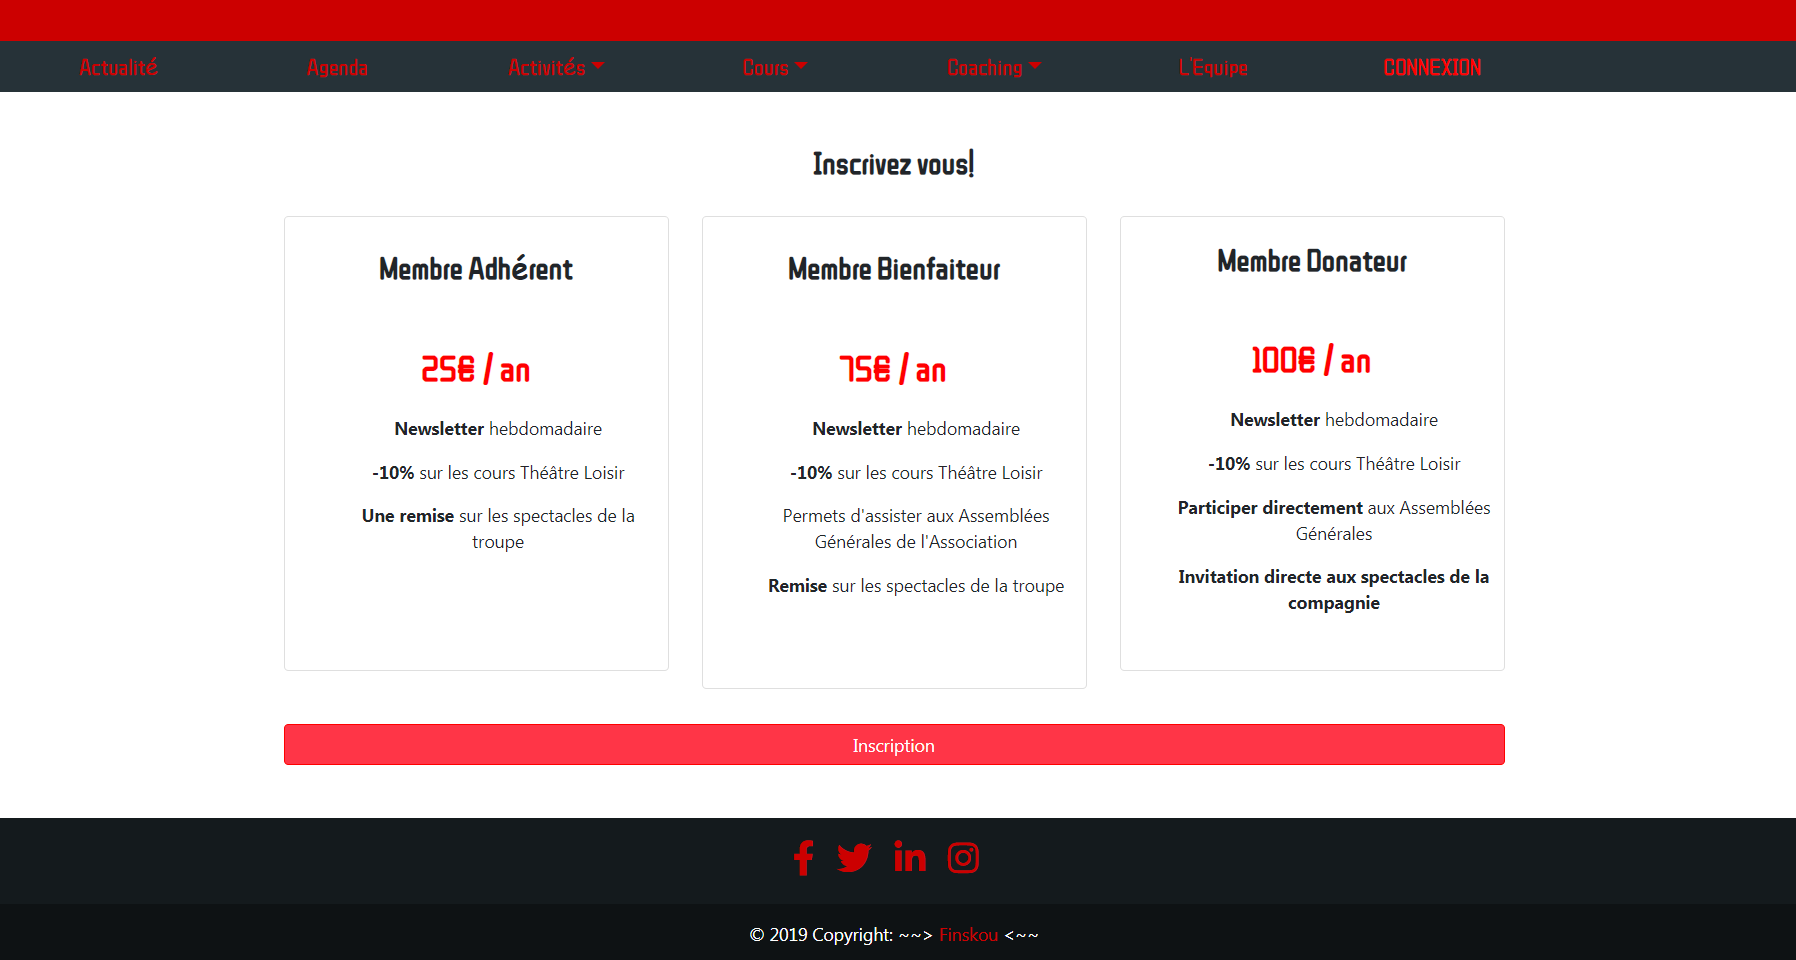 Actualité Agenda Activités Cours Coaching L'Equipe CONNEXION
Inscrivez vous!
Membre Adhérent
25€ / an
Newsletter hebdomadaire
-10% sur les cours Théâtre Loisir
Une remise sur les spectacles de la
troupe
Membre Bienfaiteur
75€ / an
Newsletter hebdomadaire
-10% sur les cours Théâtre Loisir
Permets d'assister aux Assemblées
Générales de l'Association
Remise sur les spectacles de la troupe
Membre Donateur
100€ / an
Newsletter hebdomadaire
-10% sur les cours Théâtre Loisir
Participer directement aux Assemblées
Générales
Invitation directe aux spectacles de la
compagnie
Inscription
© 2019 Copyright: ~~> Finskou <~~